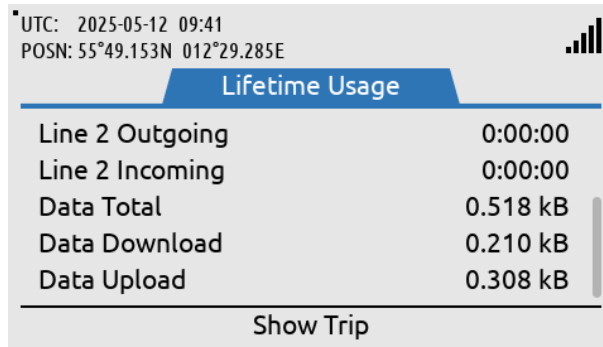 UTC: 2025-05-12 09:41
POSN: 55°49.153N 012°29.285E
Lifetime Usage
Line 2 Outgoing 0:00:00
Line 2 Incoming 0:00:00
Data Total 0.518 kB
Data Download 0.210 kB
Data Upload 0.308 kB
Show Trip